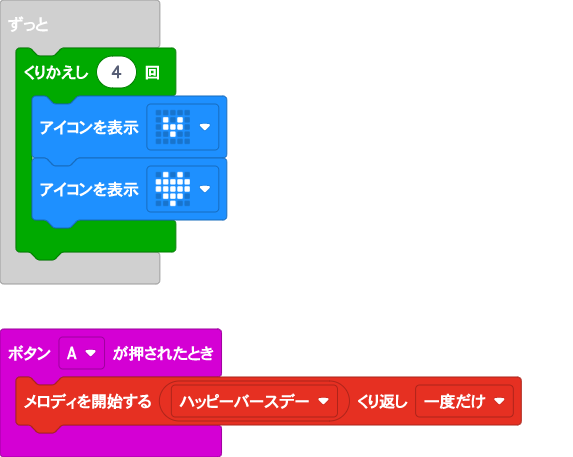 ずっと
くりかえし 4 回
アイコンを表示
アイコンを表示
ボタン A が押されたとき
メロディを開始する ハッピーバースデー くり返し 一度だけ